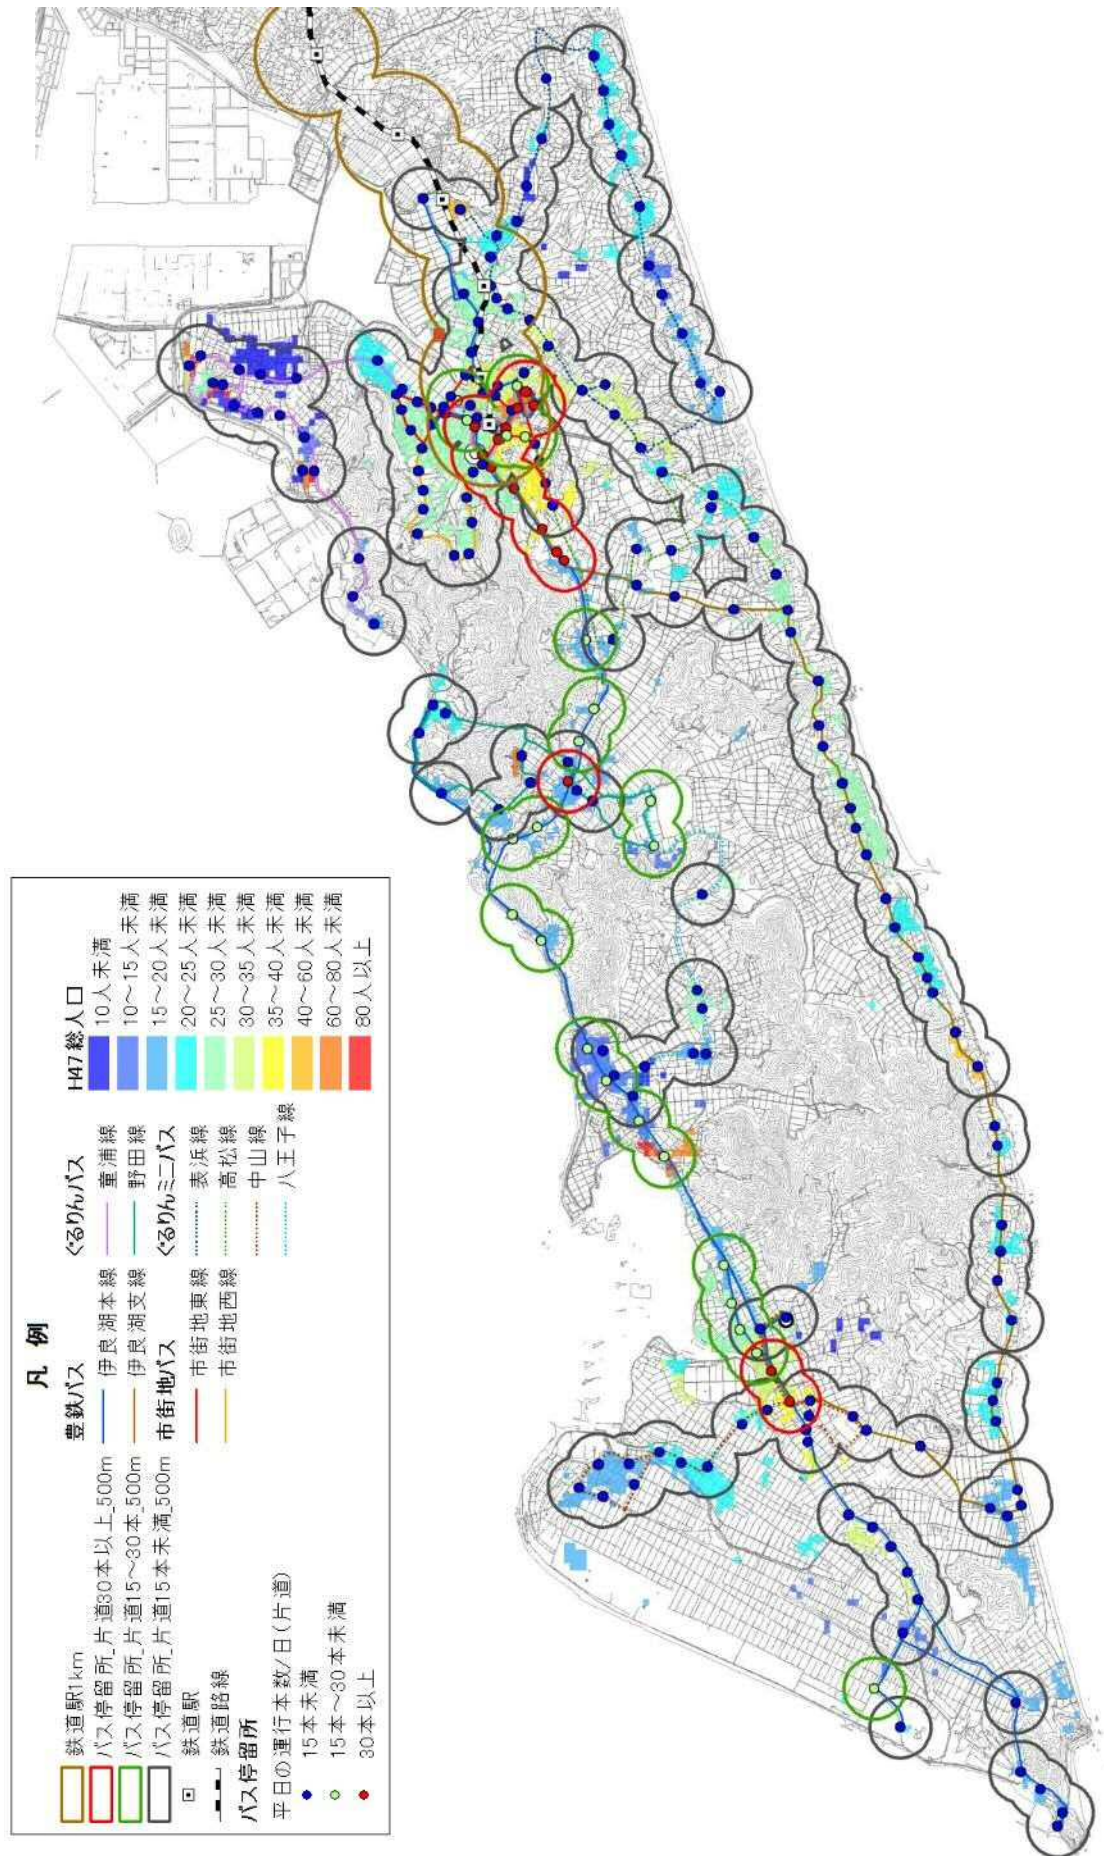 凡 例
鉄道駅1km
バス停留所_片道30本以上_500m
バス停留所_片道15～30本_500m
バス停留所_片道15本未満_500m
鉄道駅
鉄道路線
バス停留所
平日の運行本数/日(片道)
15本未満
15本～30本未満
30本以上
豊鉄バス
伊良湖本線
伊良湖支線
市街地バス
市街地東線
市街地西線
ぐるりんバス
童浦線
野田線
ぐるりんミニバス
表浜線
高松線
中山線
八王子線
H47総人口
10人未満
10～15人未満
15～20人未満
20～25人未満
25～30人未満
30～35人未満
35～40人未満
40～60人未満
60～80人未満
80人以上